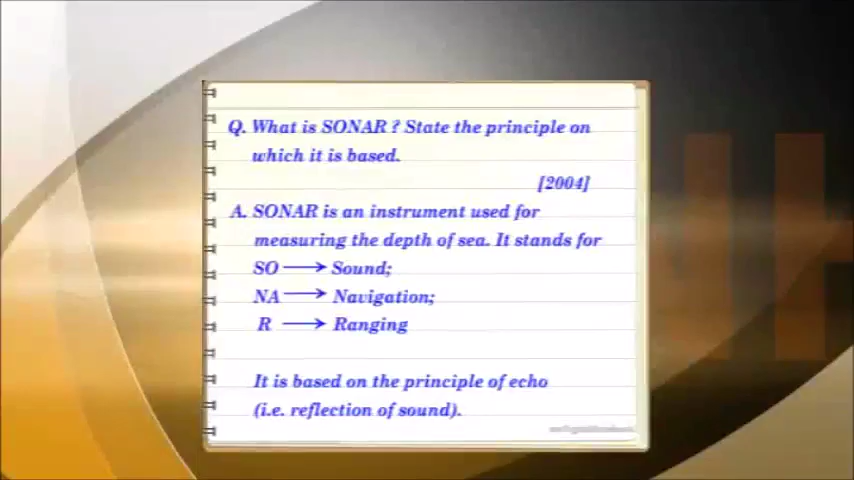 Q. What is SONAR ? State the principle on
which it is based.
[2004]
A. SONAR is an instrument used for
measuring the depth of sea. It stands for
SO → Sound;
NA → Navigation;
R → Ranging
It is based on the principle of echo
(i.e. reflection of sound).